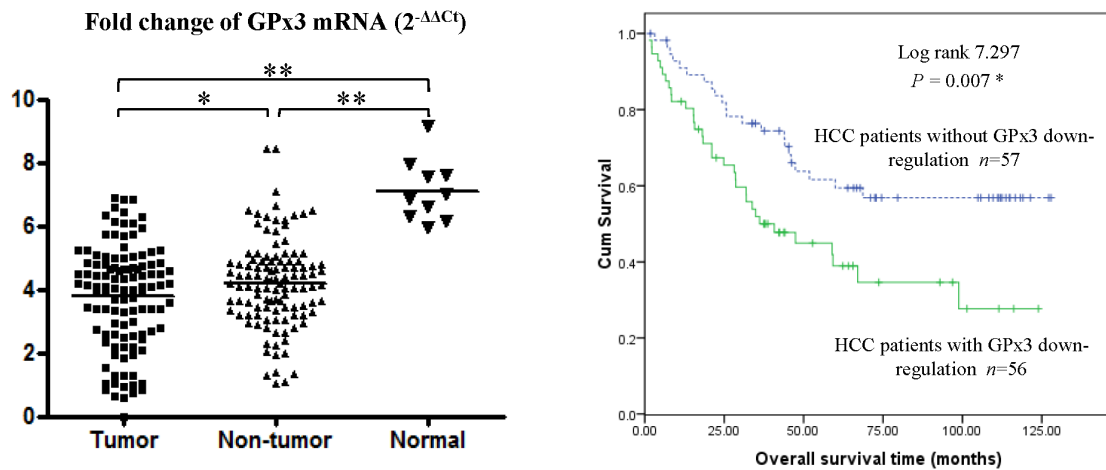 Fold change of GPx3 mRNA (2-ΔΔCt)
**
*
**
10
8
6
4
2
0
Tumor
Non-tumor
Normal
Log rank 7.297
P = 0.007 *
HCC patients without GPx3 down-
regulation n=57
HCC patients with GPx3 down-
regulation n=56
Cum Survival
1.0
0.8
0.6
0.4
0.2
0.0
0.00
25.00
50.00
75.00
100.00
125.00
Overall survival time (months)